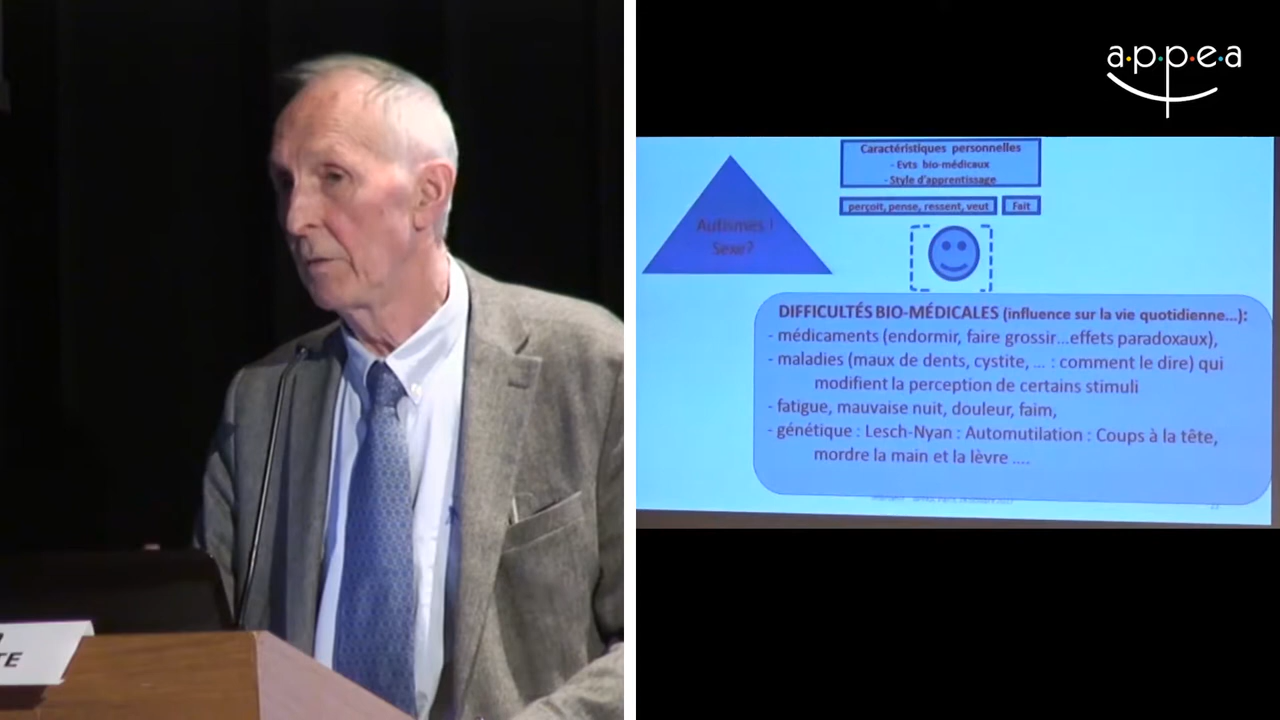 TE
a·p·p·e·a
Caractéristiques personnelles
- Evts bio-médicaux
- Style d'apprentissage
perçoit, pense, ressent, veut
Fait
Autismes !
Sexe?
DIFFICULTÉS BIO-MÉDICALES (influence sur la vie quotidienne...):
- médicaments (endormir, faire grossir...effets paradoxaux),
- maladies (maux de dents, cystite, ... : comment le dire) qui
modifient la perception de certains stimuli
- fatigue, mauvaise nuit, douleur, faim,
- génétique : Lesch-Nyan : Automutilation : Coups à la tête,
mordre la main et la lèvre ....